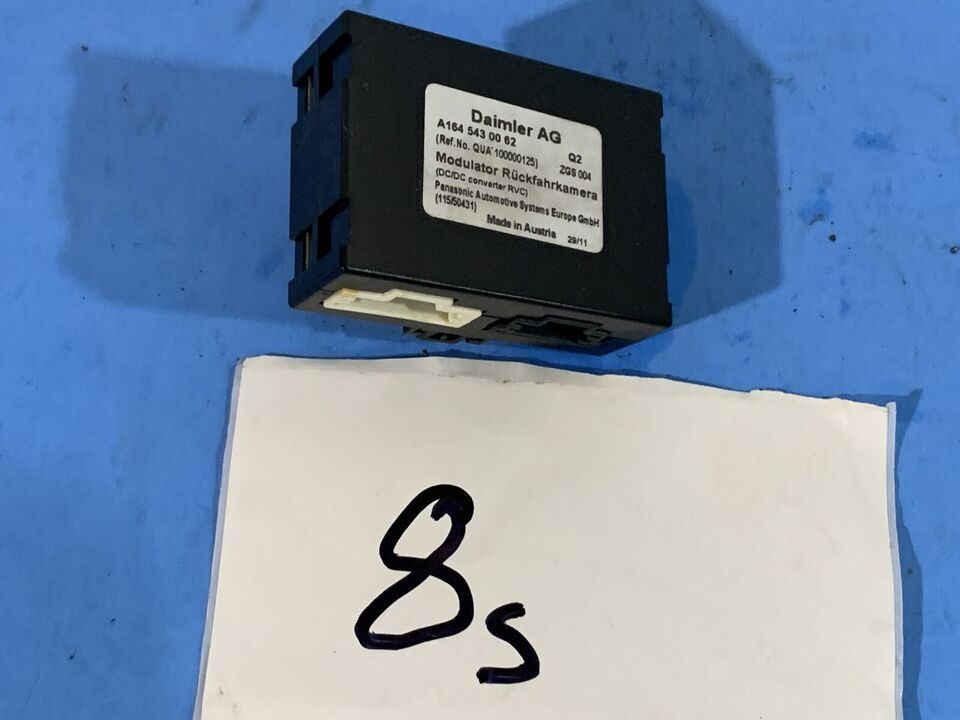 Daimler AG
A164 543 00 62 Q2
(Ref.No. QUA*100000125) ZGS 004
Modulator Rückfahrkamera
(DC/DC converter RVC)
Panasonic Automotive Systems Europe GmbH
(115/50431)
Made in Austria 29/11
8s